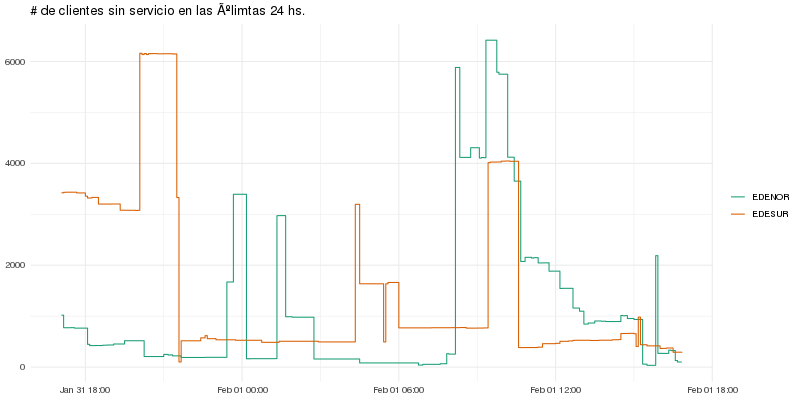 # de clientes sin servicio en las Ãºlimtas 24 hs.
6000
4000
2000
0
Jan 31 18:00
Feb 01 00:00
Feb 01 06:00
Feb 01 12:00
Feb 01 18:00
EDENOR
EDESUR